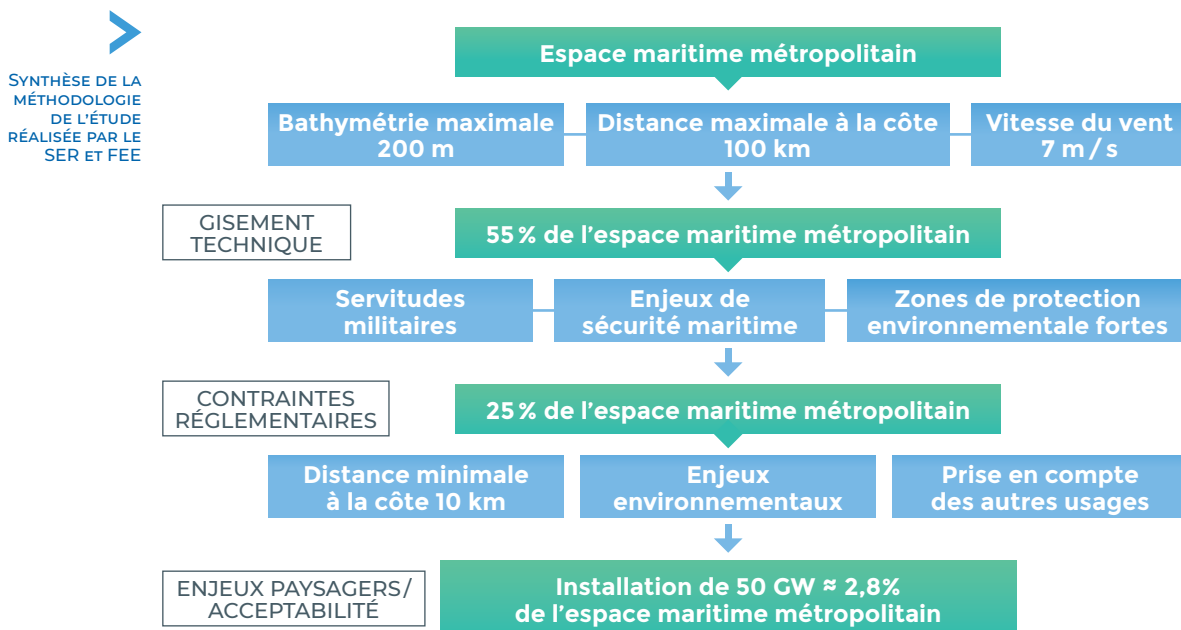 SYNTHÈSE DE LA
MÉTHODOLOGIE
DE L'ÉTUDE
RÉALISÉE PAR LE
SER ET FEE
Espace maritime métropolitain
Bathymétrie maximale
200 m
Distance maximale à la côte
100 km
Vitesse du vent
7 m / s
GISEMENT
TECHNIQUE
55 % de l'espace maritime métropolitain
Servitudes
militaires
Enjeux de
sécurité maritime
Zones de protection
environnementale fortes
CONTRAINTES
RÉGLEMENTAIRES
25 % de l'espace maritime métropolitain
Distance minimale
à la côte 10 km
Enjeux
environnementaux
Prise en compte
des autres usages
ENJEUX PAYSAGERS /
ACCEPTABILITÉ
Installation de 50 GW ≈ 2,8%
de l'espace maritime métropolitain